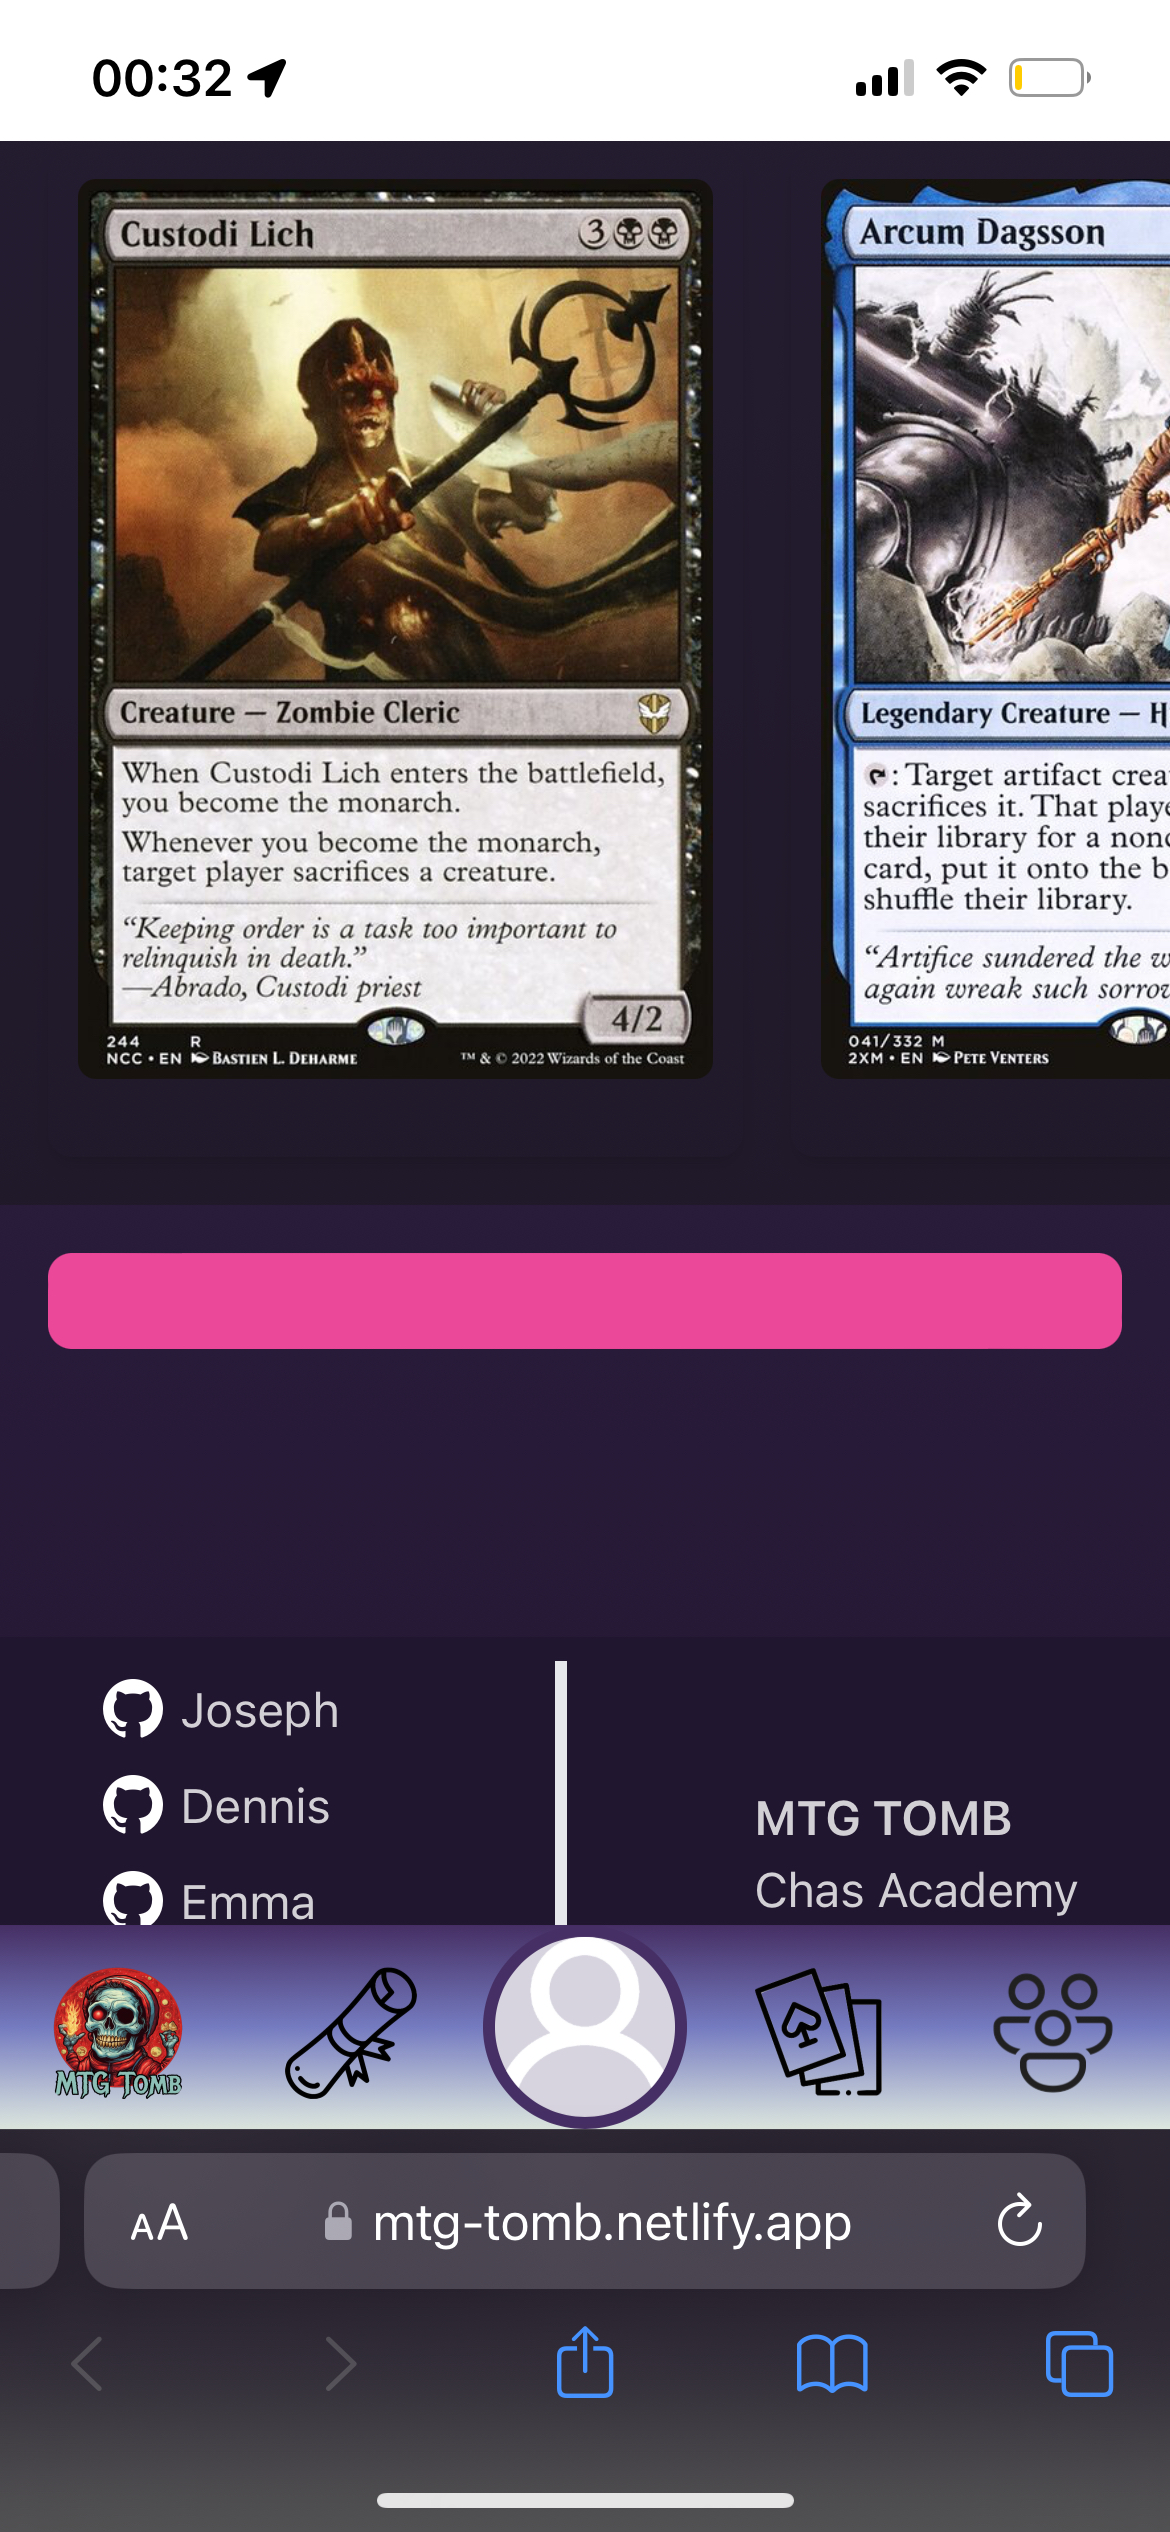 00:32
Custodi Lich 3
Creature — Zombie Cleric
When Custodi Lich enters the battlefield,
you become the monarch.
Whenever you become the monarch,
target player sacrifices a creature.
“Keeping order is a task too important to
relinquish in death.”
—Abrado, Custodi priest
4/2
244 R
NCC • EN BASTIEN L. DEHARME
™ & © 2022 Wizards of the Coast
Arcum Dagsson
Legendary Creature — H
: Target artifact crea
sacrifices it. That playe
their library for a nonc
card, put it onto the b
shuffle their library.
“Artifice sundered the w
again wreak such sorrow
041/332 M
2XM • EN PETE VENTERS
Joseph
Dennis
Emma
MTG TOMB
Chas Academy
MTG TOMB
AA mtg-tomb.netlify.app